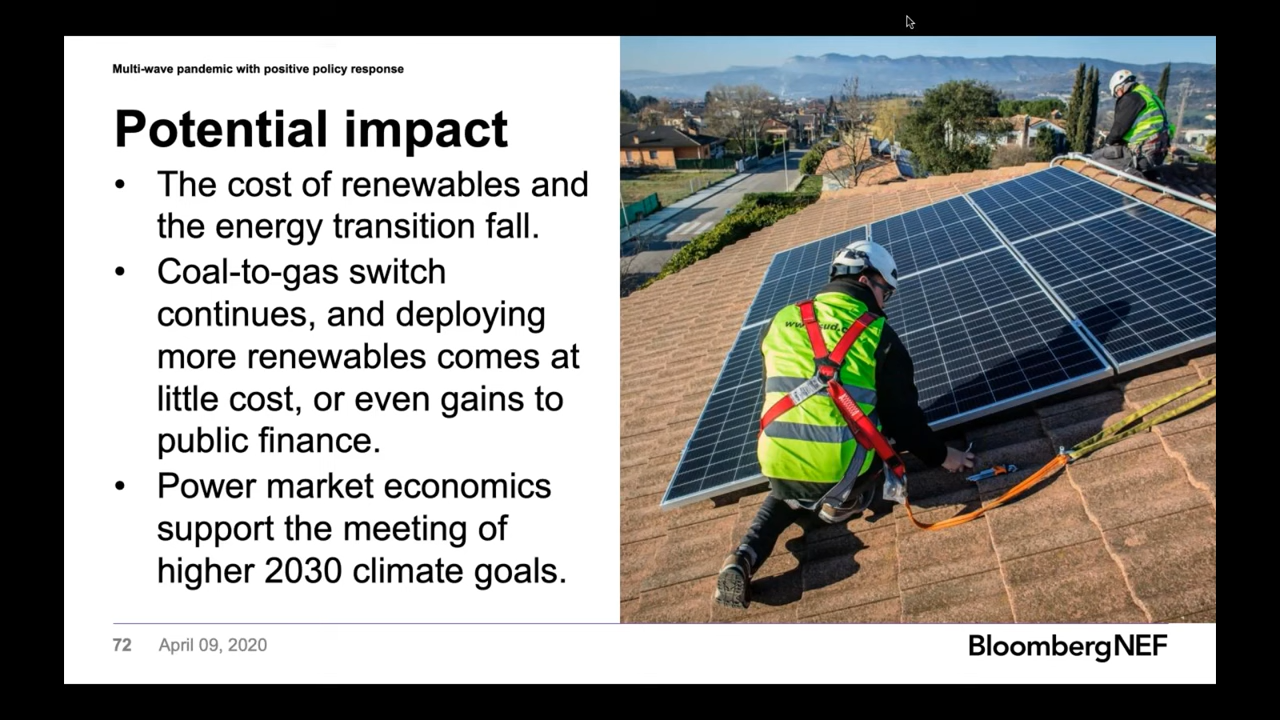 Multi-wave pandemic with positive policy response
Potential impact
• The cost of renewables and
the energy transition fall.
• Coal-to-gas switch
continues, and deploying
more renewables comes at
little cost, or even gains to
public finance.
• Power market economics
support the meeting of
higher 2030 climate goals.
72 April 09, 2020
BloombergNEF